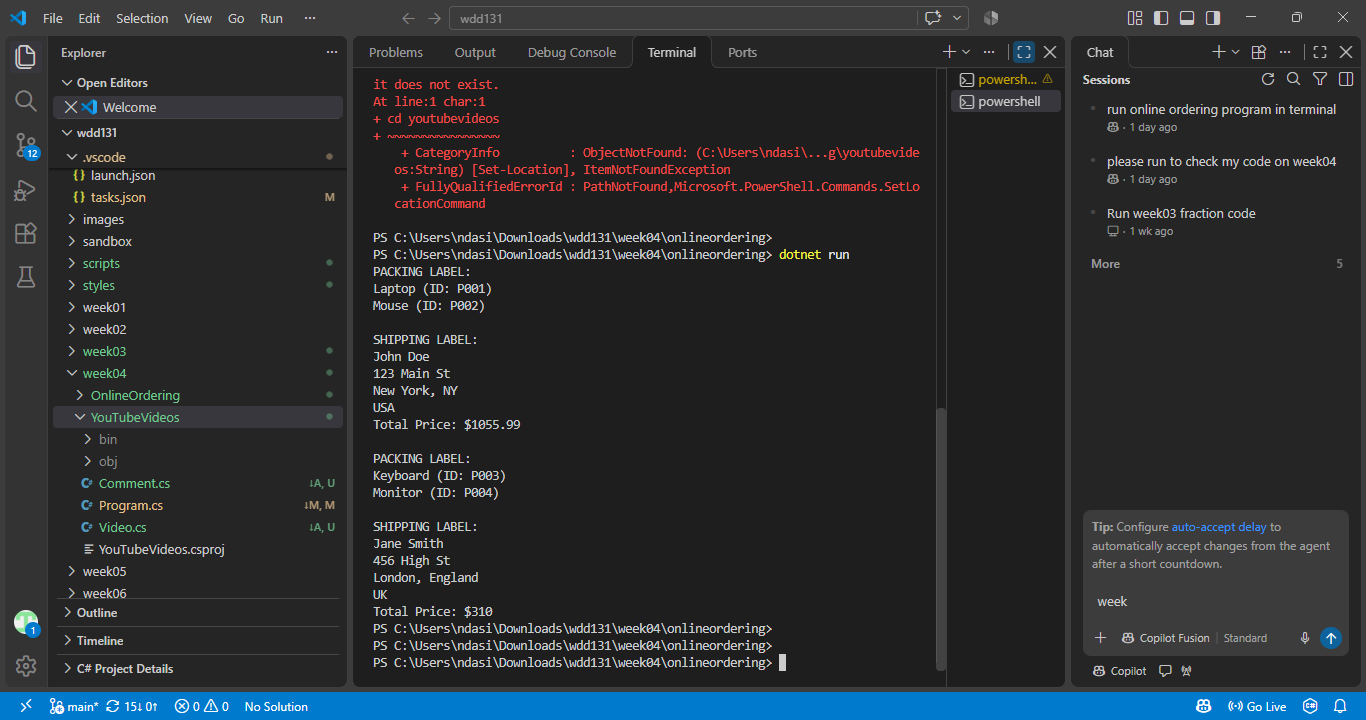 File Edit Selection View Go Run ···
wdd131
Explorer
Open Editors
Welcome
wdd131
.vscode
launch.json
tasks.json M
images
sandbox
scripts
styles
week01
week02
week03
week04
OnlineOrdering
YouTubeVideos
bin
obj
Comment.cs ↓A, U
Program.cs ↓M, M
Video.cs ↓A, U
YouTubeVideos.csproj
week05
week06
Outline
Timeline
C# Project Details
12
1
Problems Output Debug Console Terminal Ports
it does not exist.
At line:1 char:1
+ cd youtubevideos
+ ~~~~~~~~~~~~~~~~
+ CategoryInfo : ObjectNotFound: (C:\Users\ndasi\...g\youtubevide
os:String) [Set-Location], ItemNotFoundException
+ FullyQualifiedErrorId : PathNotFound,Microsoft.PowerShell.Commands.SetLo
cationCommand
PS C:\Users\ndasi\Downloads\wdd131\week04\onlineordering>
PS C:\Users\ndasi\Downloads\wdd131\week04\onlineordering> dotnet run
PACKING LABEL:
Laptop (ID: P001)
Mouse (ID: P002)
SHIPPING LABEL:
John Doe
123 Main St
New York, NY
USA
Total Price: $1055.99
PACKING LABEL:
Keyboard (ID: P003)
Monitor (ID: P004)
SHIPPING LABEL:
Jane Smith
456 High St
London, England
UK
Total Price: $310
PS C:\Users\ndasi\Downloads\wdd131\week04\onlineordering>
PS C:\Users\ndasi\Downloads\wdd131\week04\onlineordering>
PS C:\Users\ndasi\Downloads\wdd131\week04\onlineordering>
powersh...
powershell
Chat
Sessions
run online ordering program in terminal
· 1 day ago
please run to check my code on week04
· 1 day ago
Run week03 fraction code
· 1 wk ago
More 5
Tip: Configure auto-accept delay to
automatically accept changes from the agent
after a short countdown.
week
Copilot Fusion Standard
Copilot
main* 15↓ 0↑ 0 0 No Solution
Go Live